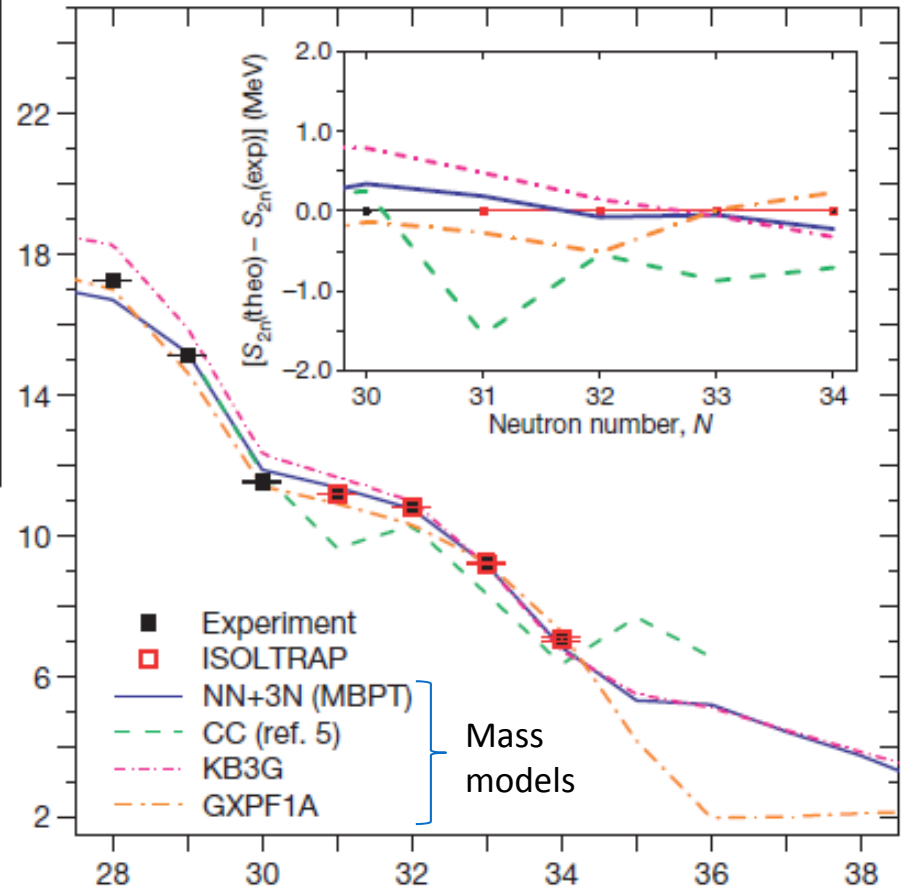 22
18
14
10
6
2
28
30
32
34
36
38
[S2n(theo) – S2n(exp)] (MeV)
2.0
1.0
0.0
–1.0
–2.0
30
31
32
33
34
Neutron number, N
Experiment
ISOLTRAP
NN+3N (MBPT)
CC (ref. 5)
KB3G
GXPF1A
Mass
models